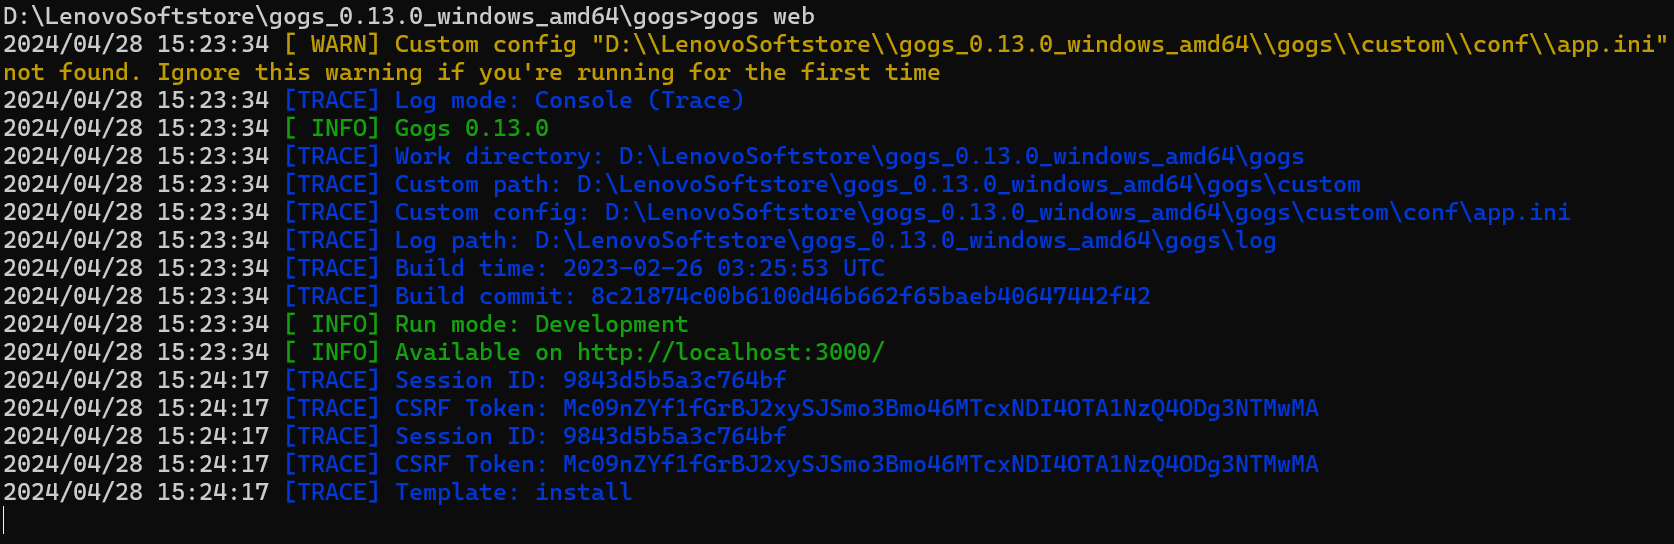 D:\LenovoSoftstore\gogs_0.13.0_windows_amd64\gogs>gogs web
2024/04/28 15:23:34 [ WARN] Custom config "D:\\LenovoSoftstore\\gogs_0.13.0_windows_amd64\\gogs\\custom\\conf\\app.ini"
not found. Ignore this warning if you're running for the first time
2024/04/28 15:23:34 [TRACE] Log mode: Console (Trace)
2024/04/28 15:23:34 [ INFO] Gogs 0.13.0
2024/04/28 15:23:34 [TRACE] Work directory: D:\LenovoSoftstore\gogs_0.13.0_windows_amd64\gogs
2024/04/28 15:23:34 [TRACE] Custom path: D:\LenovoSoftstore\gogs_0.13.0_windows_amd64\gogs\custom
2024/04/28 15:23:34 [TRACE] Custom config: D:\LenovoSoftstore\gogs_0.13.0_windows_amd64\gogs\custom\conf\app.ini
2024/04/28 15:23:34 [TRACE] Log path: D:\LenovoSoftstore\gogs_0.13.0_windows_amd64\gogs\log
2024/04/28 15:23:34 [TRACE] Build time: 2023-02-26 03:25:53 UTC
2024/04/28 15:23:34 [TRACE] Build commit: 8c21874c00b6100d46b662f65baeb40647442f42
2024/04/28 15:23:34 [ INFO] Run mode: Development
2024/04/28 15:23:34 [ INFO] Available on http://localhost:3000/
2024/04/28 15:24:17 [TRACE] Session ID: 9843d5b5a3c764bf
2024/04/28 15:24:17 [TRACE] CSRF Token: Mc09nZYf1fGrBJ2xySJSmo3Bmo46MTcxNDI4OTA1NzQ4ODg3NTMwMA
2024/04/28 15:24:17 [TRACE] Session ID: 9843d5b5a3c764bf
2024/04/28 15:24:17 [TRACE] CSRF Token: Mc09nZYf1fGrBJ2xySJSmo3Bmo46MTcxNDI4OTA1NzQ4ODg3NTMwMA
2024/04/28 15:24:17 [TRACE] Template: install